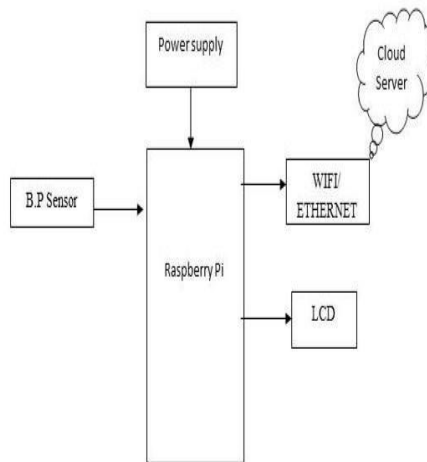 Power supply
Cloud
Server
B.P Sensor
WIFI/
ETHERNET
Raspberry Pi
LCD